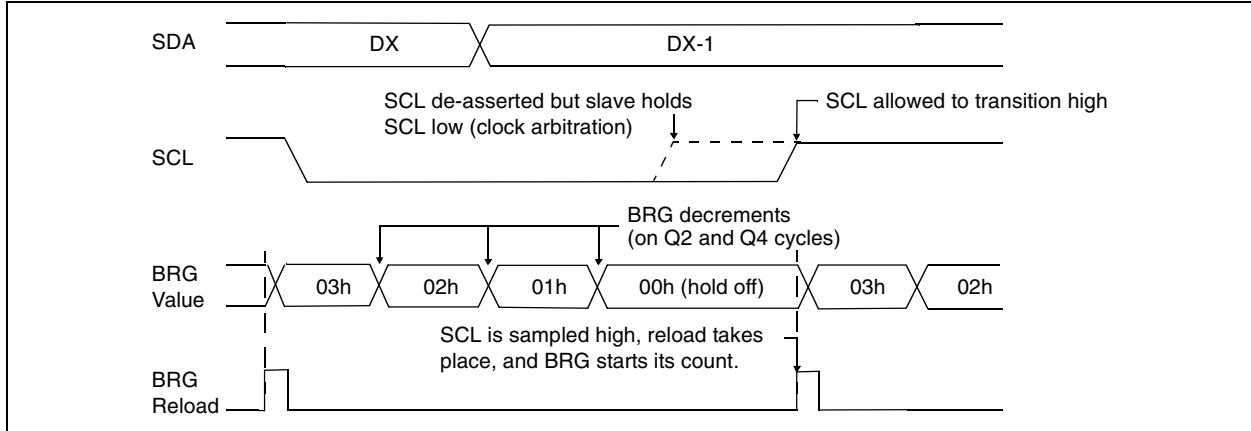 SDA
DX
DX-1
SCL de-asserted but slave holds
SCL low (clock arbitration)
SCL allowed to transition high
SCL
BRG decrements
(on Q2 and Q4 cycles)
BRG
Value
03h
02h
01h
00h (hold off)
03h
02h
SCL is sampled high, reload takes
place, and BRG starts its count.
BRG
Reload